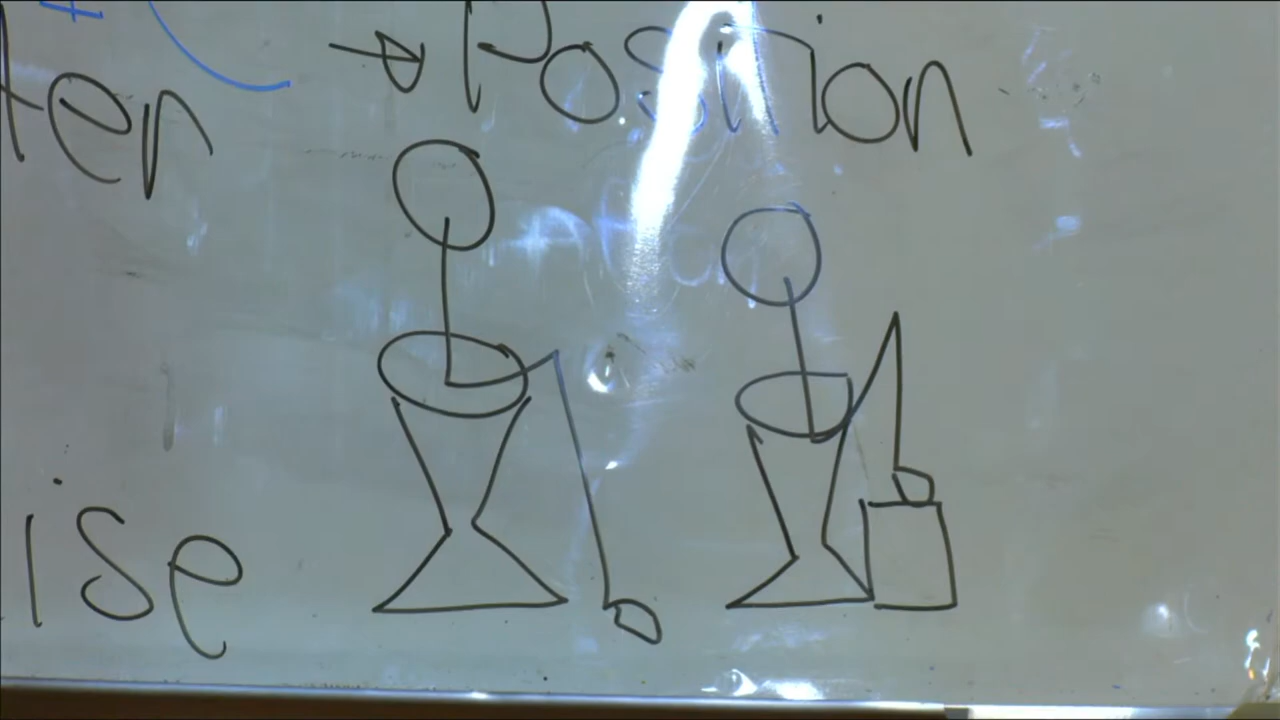 → Position
ter
ise